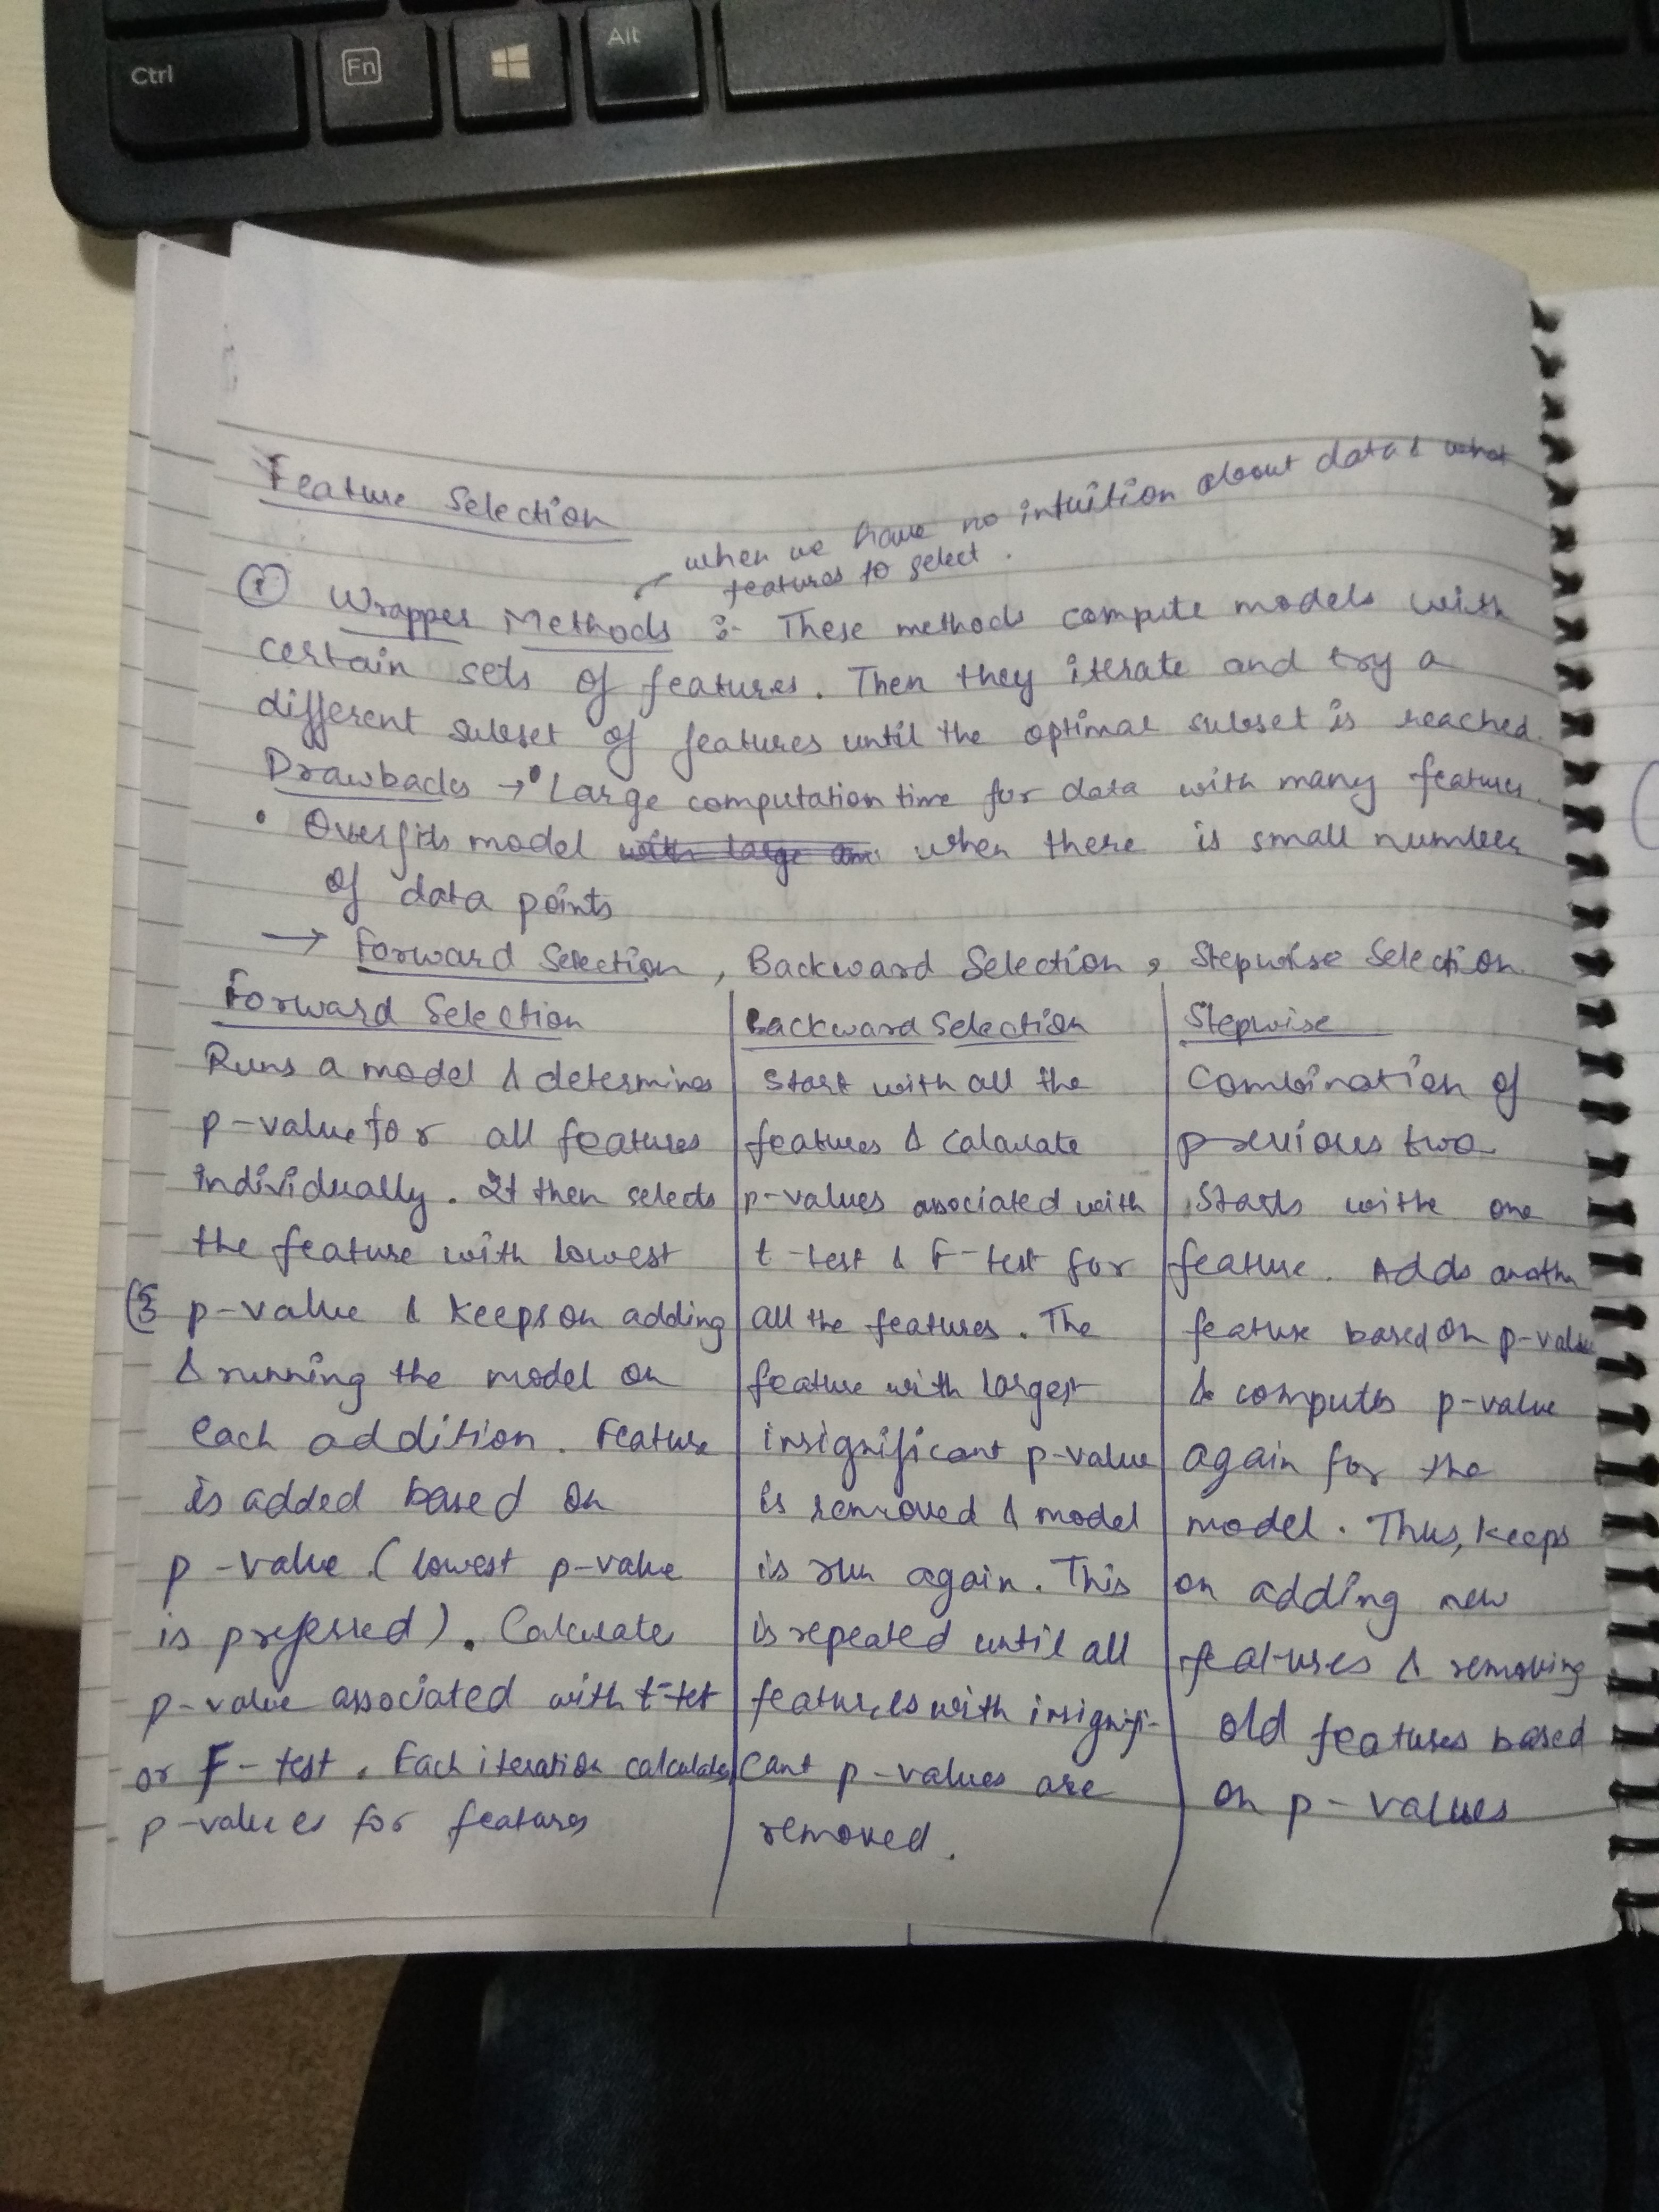 Ctrl
Fn
Alt
Feature Selection
when we have no intuition about data & what
features to select.
① Wrapper Methods :- These methods compute models with
certain sets of features. Then they iterate and try a
different subset of features until the optimal subset is reached.
Drawbacks → • Large computation time for data with many features.
• Overfits model when there is small number
of data points
→ Forward Selection, Backward Selection, Stepwise Selection.
Forward Selection
Runs a model & determines
p-value for all features
individually. It then selects
the feature with lowest
p-value & keeps on adding
& running the model on
each addition. Feature
is added based on
p-value (lowest p-value
is preferred). Calculate
p-value associated with t-test
or F-test. Each iteration calculates
p-values for features
Backward Selection
Start with all the
features & calculate
p-values associated with
t-test & F-test for
all the features. The
feature with largest
insignificant p-value
is removed & model
is run again. This
is repeated until all
features with insignifi-
cant p-values are
removed.
Stepwise
Combination of
previous two
Starts withe one
feature. Adds another
feature based on p-value
& computes p-value
again for the
model. Thus, keeps
on adding new
features & removing
old features based
on p-values